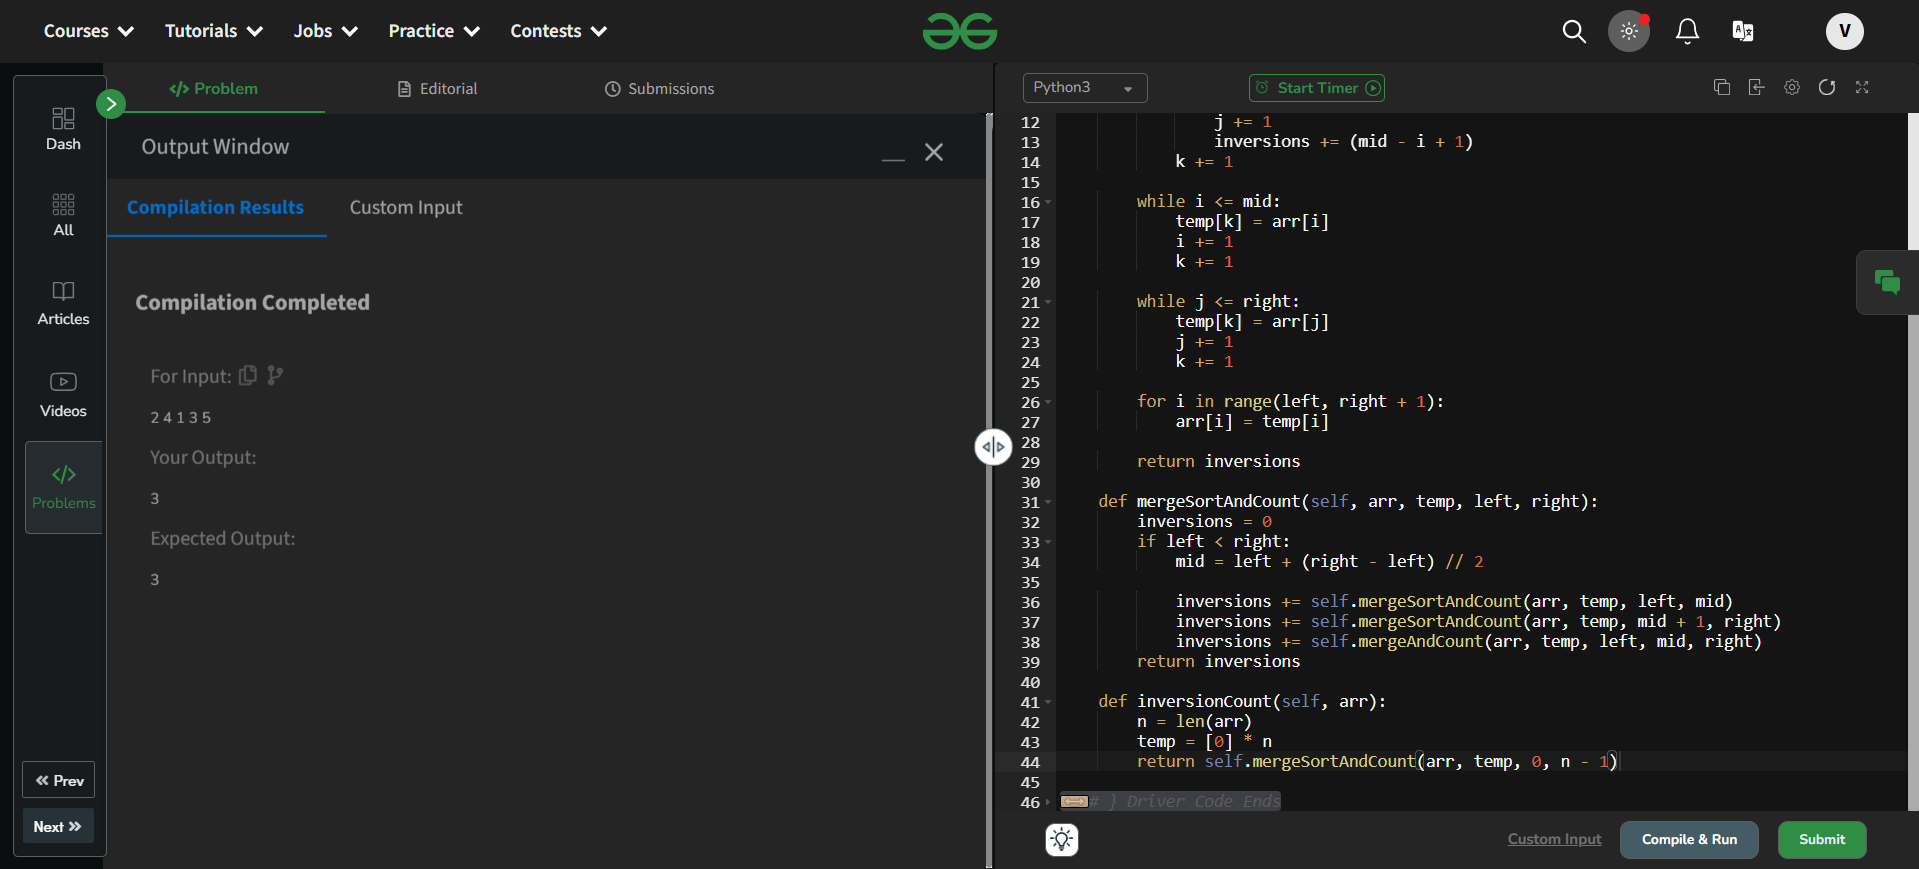 Courses Tutorials Jobs Practice Contests
V
Dash
All
Articles
Videos
Problems
Prev
Next
Problem Editorial Submissions
Output Window
Compilation Results Custom Input
Compilation Completed
For Input:
2 4 1 3 5
Your Output:
3
Expected Output:
3
Python3 Start Timer
12 j += 1
13 inversions += (mid - i + 1)
14 k += 1
15
16 while i <= mid:
17 temp[k] = arr[i]
18 i += 1
19 k += 1
20
21 while j <= right:
22 temp[k] = arr[j]
23 j += 1
24 k += 1
25
26 for i in range(left, right + 1):
27 arr[i] = temp[i]
28
29 return inversions
30
31 def mergeSortAndCount(self, arr, temp, left, right):
32 inversions = 0
33 if left < right:
34 mid = left + (right - left) // 2
35
36 inversions += self.mergeSortAndCount(arr, temp, left, mid)
37 inversions += self.mergeSortAndCount(arr, temp, mid + 1, right)
38 inversions += self.mergeAndCount(arr, temp, left, mid, right)
39 return inversions
40
41 def inversionCount(self, arr):
42 n = len(arr)
43 temp = [0] * n
44 return self.mergeSortAndCount(arr, temp, 0, n - 1)
45
46 # } Driver Code Ends
Custom Input Compile & Run Submit